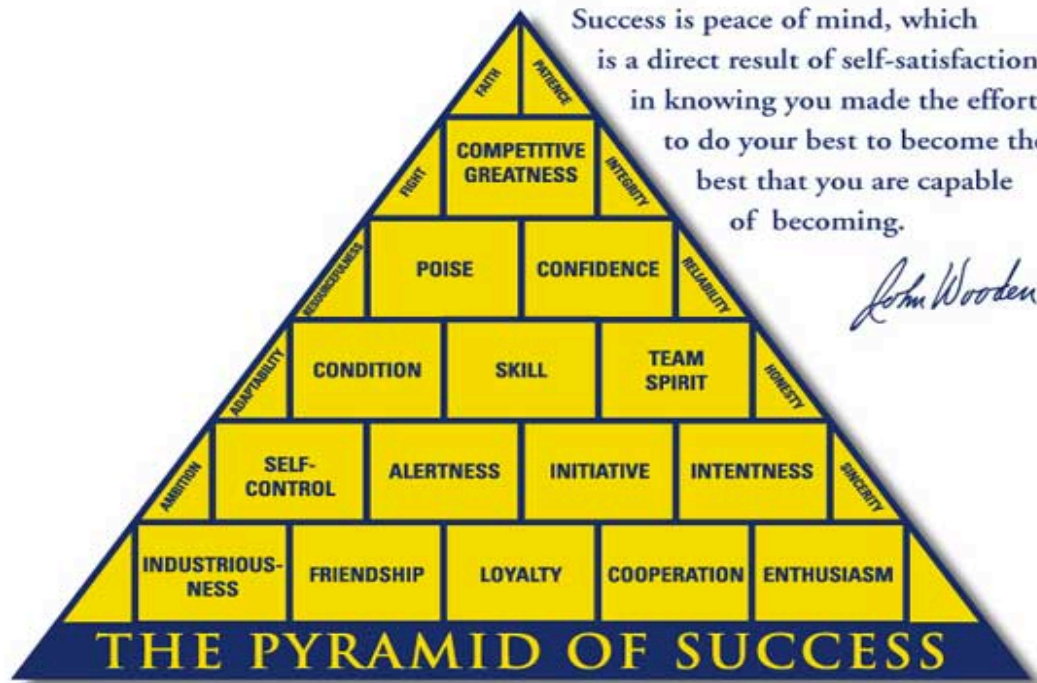 Success is peace of mind, which
is a direct result of self-satisfaction
in knowing you made the effort
to do your best to become the
best that you are capable
of becoming.
John Wooden
FAITH
PATIENCE
FIGHT
COMPETITIVE
GREATNESS
INTEGRITY
RESOURCEFULNESS
POISE
CONFIDENCE
RELIABILITY
ADAPTABILITY
CONDITION
SKILL
TEAM
SPIRIT
HONESTY
AMBITION
SELF-
CONTROL
ALERTNESS
INITIATIVE
INTENTNESS
SINCERITY
INDUSTRIOUS-
NESS
FRIENDSHIP
LOYALTY
COOPERATION
ENTHUSIASM
THE PYRAMID OF SUCCESS